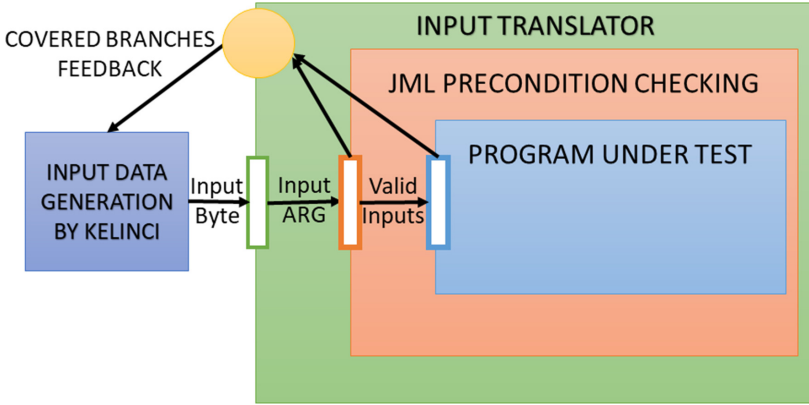 INPUT TRANSLATOR
COVERED BRANCHES
FEEDBACK
JML PRECONDITION CHECKING
PROGRAM UNDER TEST
INPUT DATA
GENERATION
BY KELINCI
Input
Byte
Input
ARG
Valid
Inputs